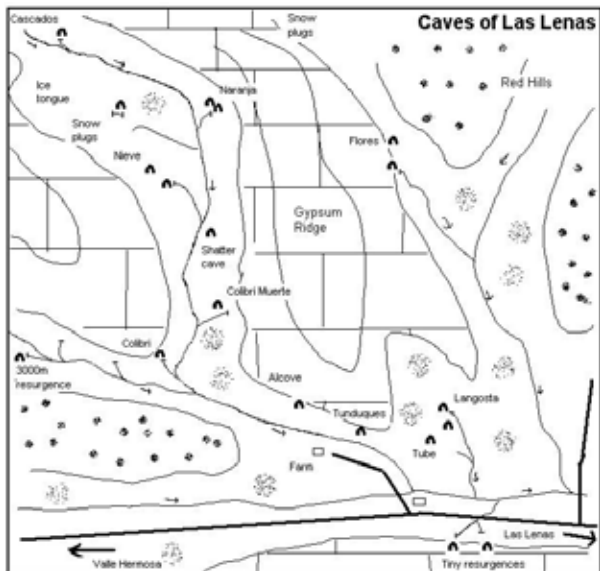 Caves of Las Lenas
Cascados
Snow
plugs
Ice
tongue
Naranja
Red Hills
Snow
plugs
Flores
Nieve
Gypsum
Ridge
Shatter
cave
Colibri Muerte
Colibri
3000m
resurgence
Alcove
Langosta
Tunduques
Tube
Fanti
Las Lenas
Valle Hermosa
Tiny resurgences